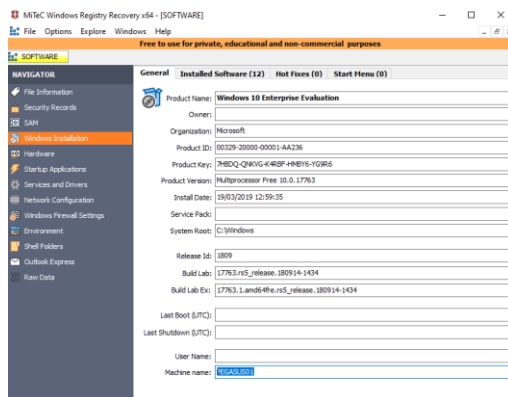 MiTeC Windows Registry Recovery x64 - [SOFTWARE]
File Options Explore Windows Help
Free to use for private, educational and non-commercial purposes
SOFTWARE
NAVIGATOR
File Information
Security Records
SAM
Windows Installation
Hardware
Startup Applications
Services and Drivers
Network Configuration
Windows Firewall Settings
Environment
Shell Folders
Outlook Express
Raw Data
General Installed Software (12) Hot Fixes (0) Start Menu (0)
Product Name: Windows 10 Enterprise Evaluation
Owner:
Organization: Microsoft
Product ID: 00329-20000-00001-AA236
Product Key:
Product Version: Multiprocessor Free 10.0.17763
Install Date: 19/03/2019 12:59:35
Service Pack:
System Root: C:\Windows
Release Id: 1809
Build Lab: 17763.rs5_release.180914-1434
Build Lab Ex: 17763.1.amd64fre.rs5_release.180914-1434
Last Boot (UTC):
Last Shutdown (UTC):
User Name:
Machine name: PEGASUS01